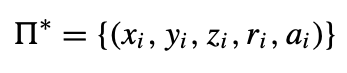 Π* = {(xᵢ, yᵢ, zᵢ, rᵢ, aᵢ)}